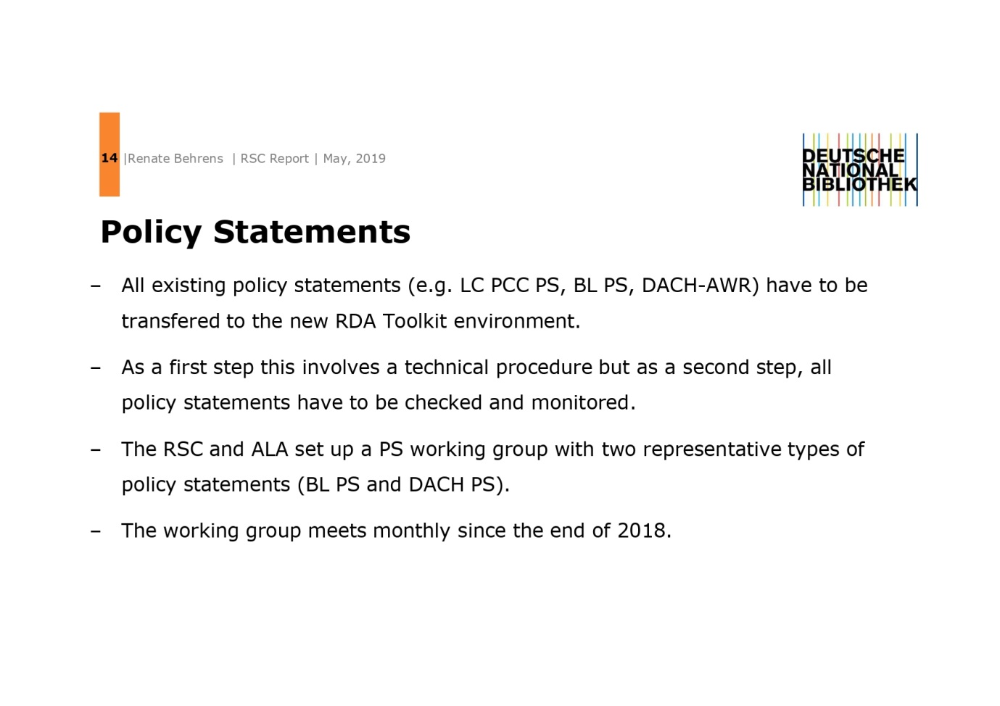 14 |Renate Behrens | RSC Report | May, 2019
DEUTSCHE
NATIONAL
BIBLIOTHEK
Policy Statements
– All existing policy statements (e.g. LC PCC PS, BL PS, DACH-AWR) have to be
transfered to the new RDA Toolkit environment.
– As a first step this involves a technical procedure but as a second step, all
policy statements have to be checked and monitored.
– The RSC and ALA set up a PS working group with two representative types of
policy statements (BL PS and DACH PS).
– The working group meets monthly since the end of 2018.